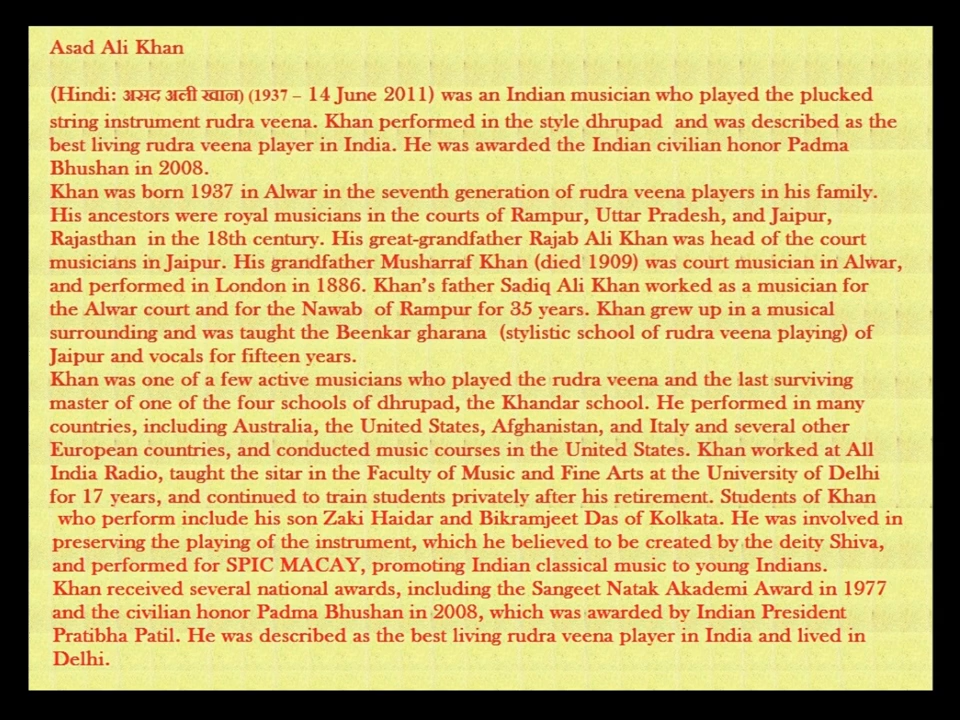 Asad Ali Khan
(Hindi: असद अली खान) (1937 – 14 June 2011) was an Indian musician who played the plucked
string instrument rudra veena. Khan performed in the style dhrupad and was described as the
best living rudra veena player in India. He was awarded the Indian civilian honor Padma
Bhushan in 2008.
Khan was born 1937 in Alwar in the seventh generation of rudra veena players in his family.
His ancestors were royal musicians in the courts of Rampur, Uttar Pradesh, and Jaipur,
Rajasthan in the 18th century. His great-grandfather Rajab Ali Khan was head of the court
musicians in Jaipur. His grandfather Musharraf Khan (died 1909) was court musician in Alwar,
and performed in London in 1886. Khan's father Sadiq Ali Khan worked as a musician for
the Alwar court and for the Nawab of Rampur for 35 years. Khan grew up in a musical
surrounding and was taught the Beenkar gharana (stylistic school of rudra veena playing) of
Jaipur and vocals for fifteen years.
Khan was one of a few active musicians who played the rudra veena and the last surviving
master of one of the four schools of dhrupad, the Khandar school. He performed in many
countries, including Australia, the United States, Afghanistan, and Italy and several other
European countries, and conducted music courses in the United States. Khan worked at All
India Radio, taught the sitar in the Faculty of Music and Fine Arts at the University of Delhi
for 17 years, and continued to train students privately after his retirement. Students of Khan
who perform include his son Zaki Haidar and Bikramjeet Das of Kolkata. He was involved in
preserving the playing of the instrument, which he believed to be created by the deity Shiva,
and performed for SPIC MACAY, promoting Indian classical music to young Indians.
Khan received several national awards, including the Sangeet Natak Akademi Award in 1977
and the civilian honor Padma Bhushan in 2008, which was awarded by Indian President
Pratibha Patil. He was described as the best living rudra veena player in India and lived in
Delhi.